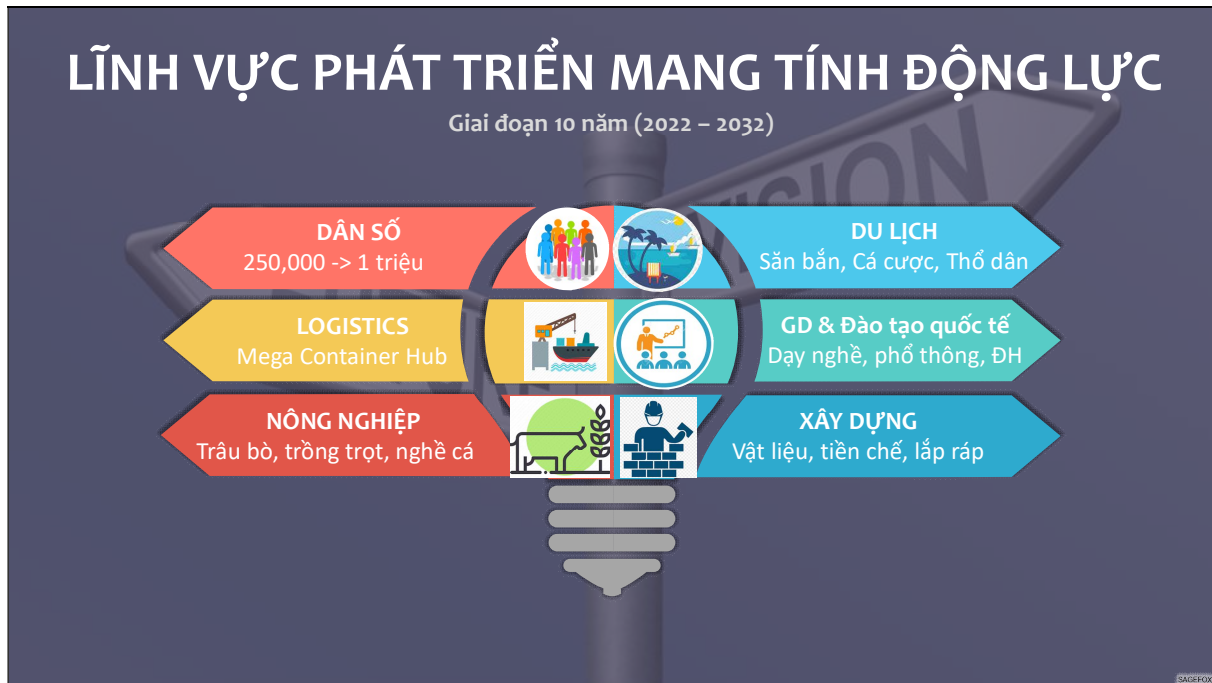 LĨNH VỰC PHÁT TRIỂN MANG TÍNH ĐỘNG LỰC
Giai đoạn 10 năm (2022 – 2032)
VISION
DÂN SỐ
250,000 -> 1 triệu
DU LỊCH
Săn bắn, Cá cược, Thổ dân
LOGISTICS
Mega Container Hub
GD & Đào tạo quốc tế
Dạy nghề, phổ thông, ĐH
NÔNG NGHIỆP
Trâu bò, trồng trọt, nghề cá
XÂY DỰNG
Vật liệu, tiền chế, lắp ráp
SAGEFOX